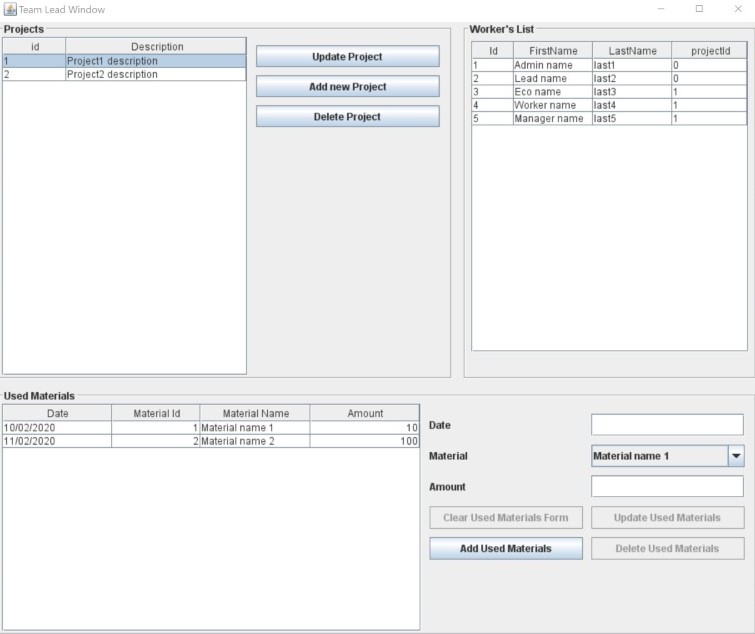 Team Lead Window
Projects
id Description
1 Project1 description
2 Project2 description
Update Project
Add new Project
Delete Project
Worker's List
Id FirstName LastName projectId
1 Admin name last1 0
2 Lead name last2 0
3 Eco name last3 1
4 Worker name last4 1
5 Manager name last5 1
Used Materials
Date Material Id Material Name Amount
10/02/2020 1 Material name 1 10
11/02/2020 2 Material name 2 100
Date
Material Material name 1
Amount
Clear Used Materials Form Update Used Materials
Add Used Materials Delete Used Materials